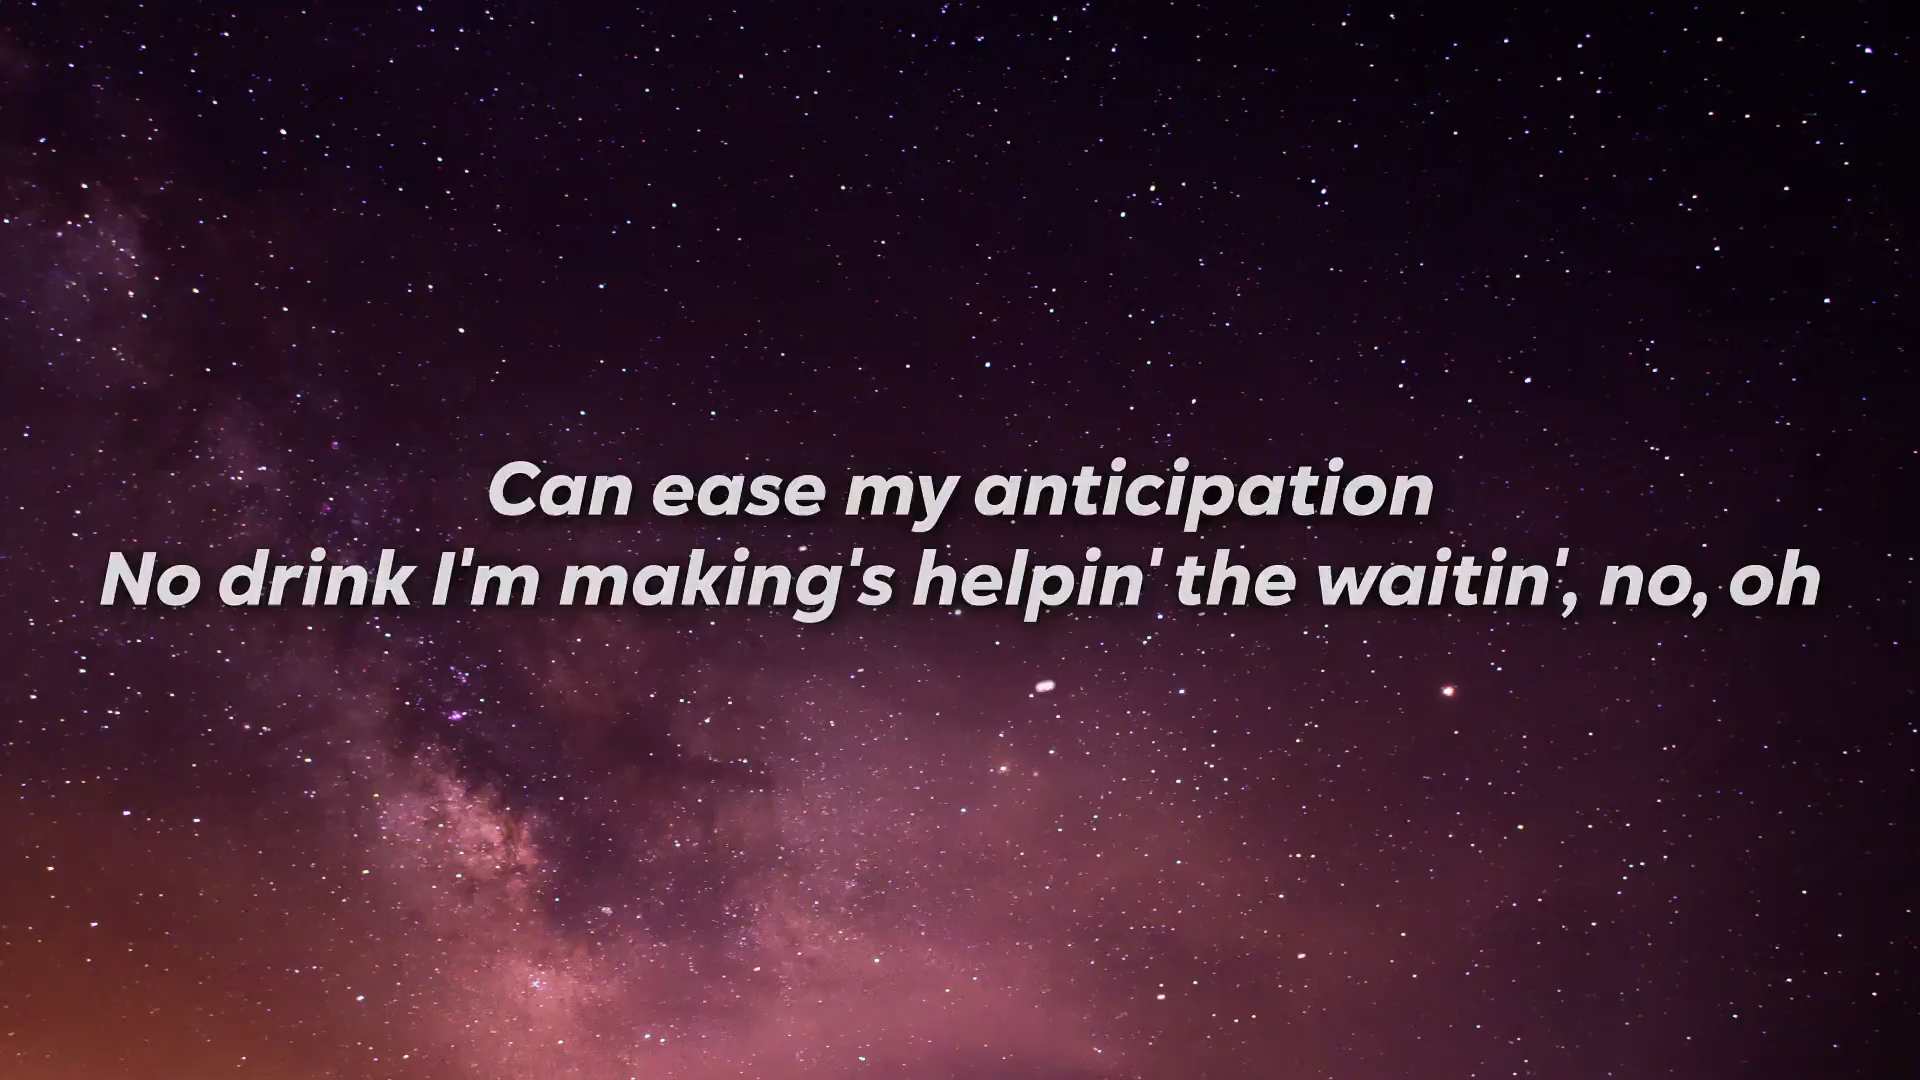 Can ease my anticipation
No drink I'm making's helpin' the waitin', no, oh